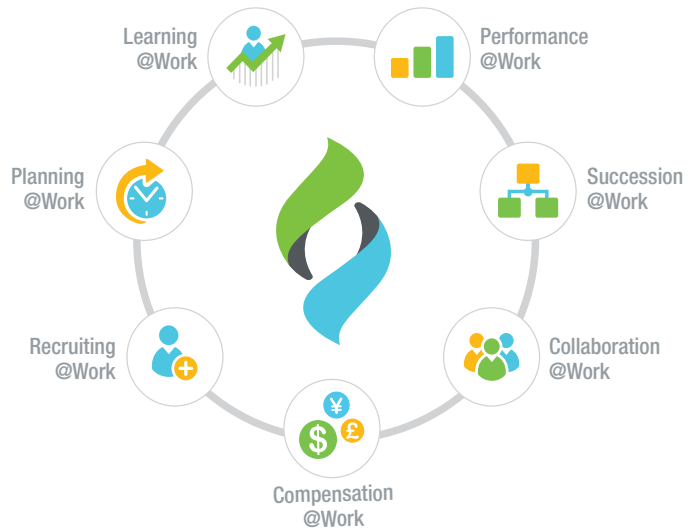 Learning
@Work
Performance
@Work
Planning
@Work
Succession
@Work
Recruiting
@Work
Collaboration
@Work
¥
$
£
Compensation
@Work